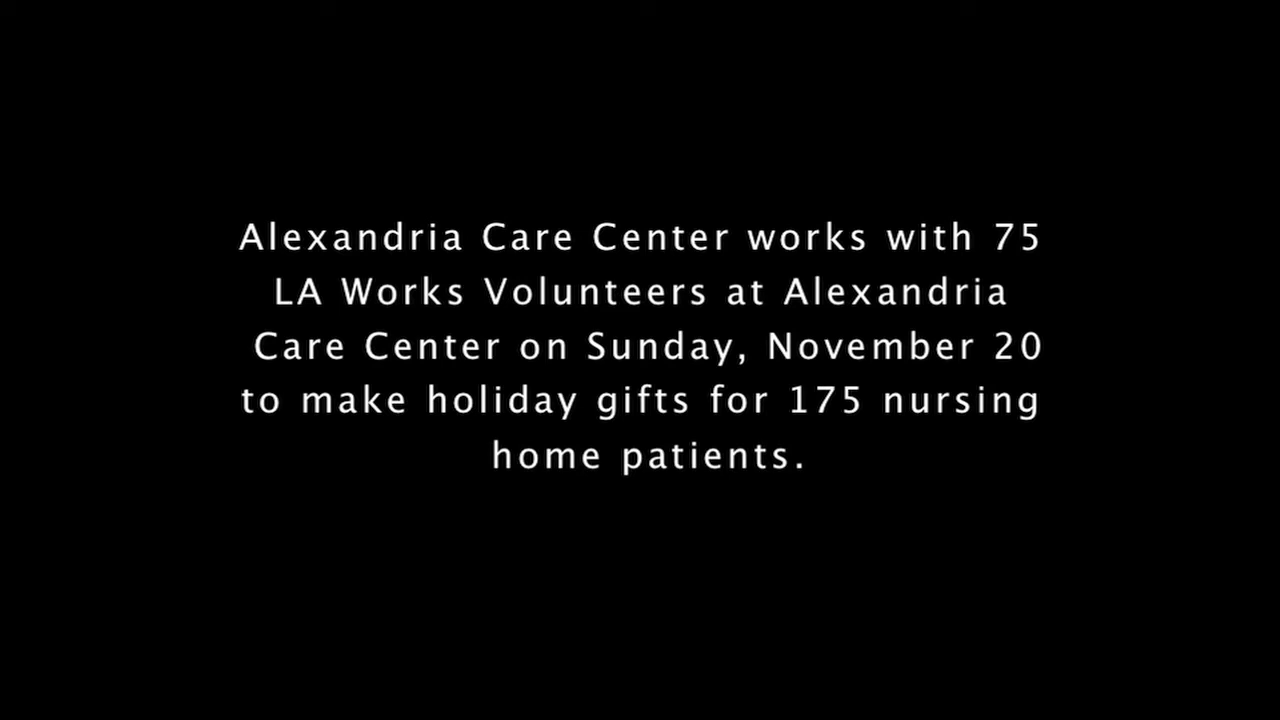 Alexandria Care Center works with 75
LA Works Volunteers at Alexandria
Care Center on Sunday, November 20
to make holiday gifts for 175 nursing
home patients.